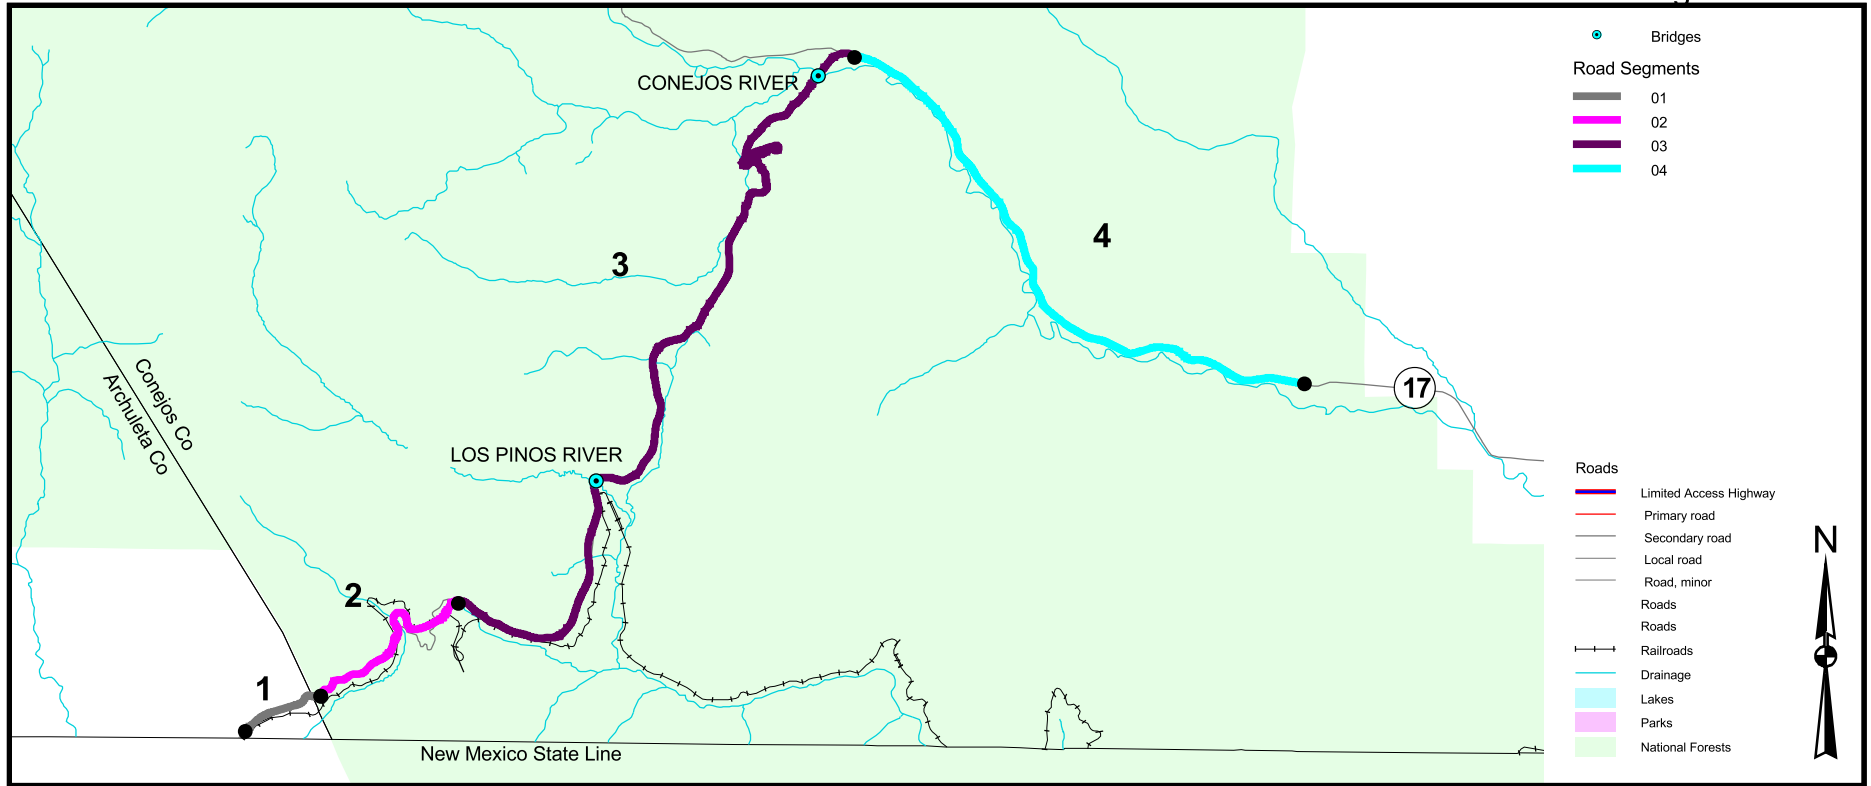 Bridges
Road Segments
01
02
03
04
CONEJOS RIVER
4
3
17
Conejos Co
Archuleta Co
LOS PINOS RIVER
Roads
Limited Access Highway
Primary road
Secondary road
Local road
Road, minor
Roads
Roads
Railroads
Drainage
Lakes
Parks
National Forests
N
2
1
New Mexico State Line